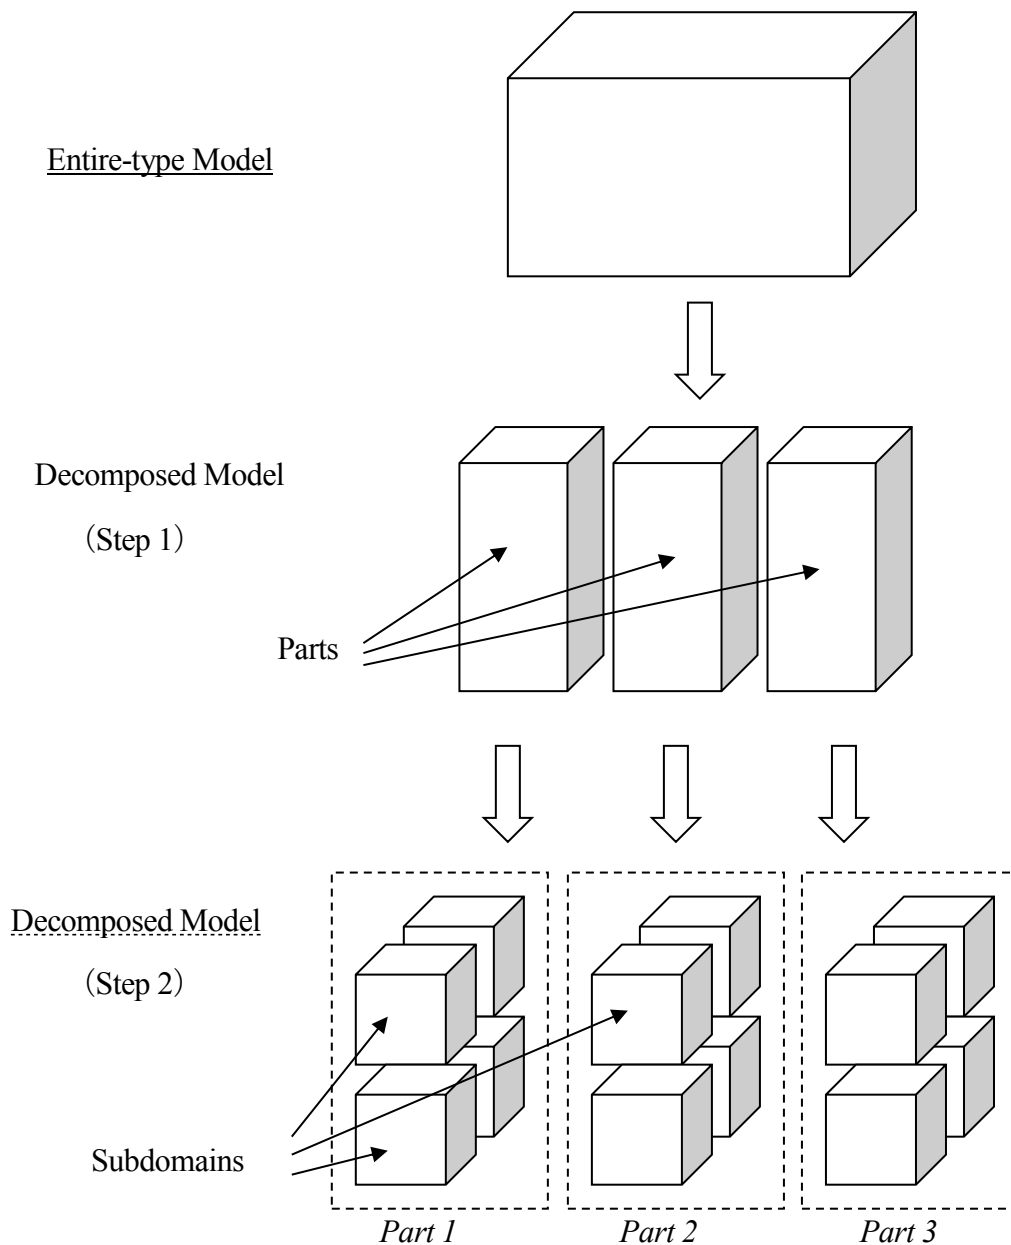 Entire-type Model
Decomposed Model
（Step 1）
Parts
Decomposed Model
（Step 2）
Subdomains
Part 1
Part 2
Part 3